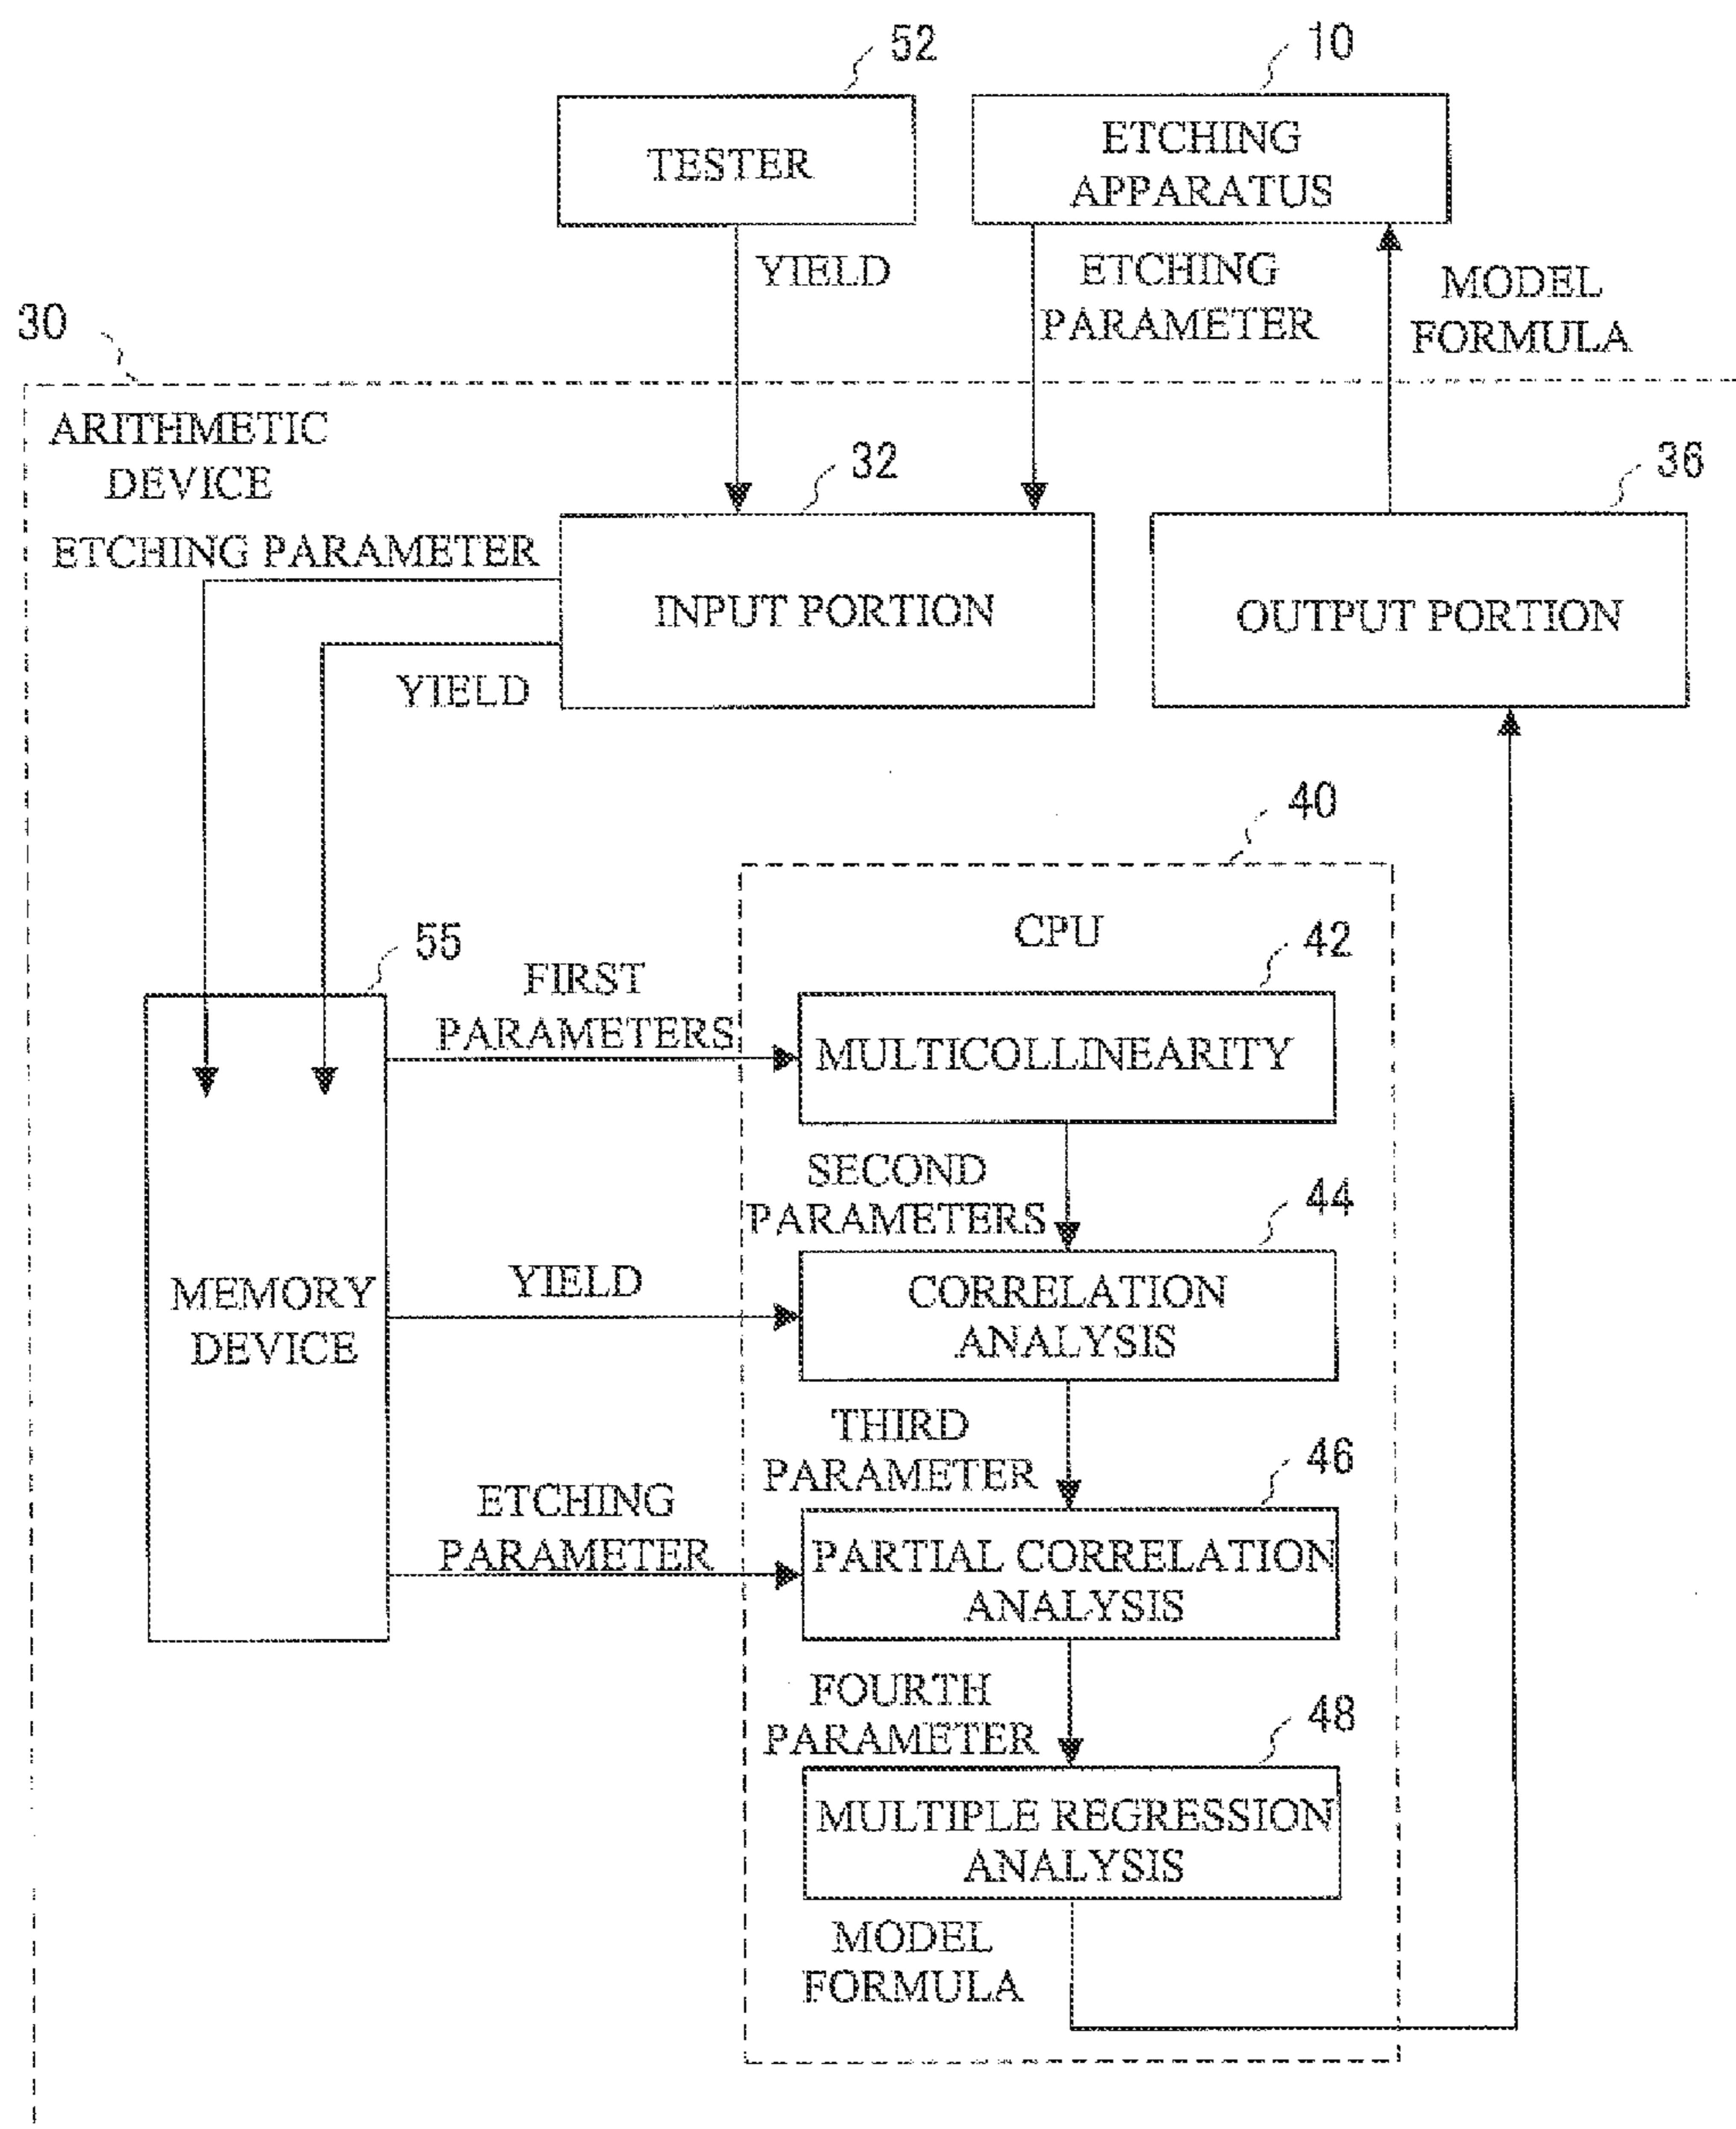 52
10
TESTER
ETCHING
APPARATUS
YIELD
ETCHING
PARAMETER
MODEL
FORMULA
30
ARITHMETIC
DEVICE
32
36
ETCHING PARAMETER
INPUT PORTION
OUTPUT PORTION
YIELD
40
CPU
55
42
FIRST
PARAMETERS
MULTICOLLINEARITY
SECOND
PARAMETERS
44
YIELD
CORRELATION
ANALYSIS
MEMORY
DEVICE
THIRD
PARAMETER
46
ETCHING
PARAMETER
PARTIAL CORRELATION
ANALYSIS
FOURTH
PARAMETER
48
MULTIPLE REGRESSION
ANALYSIS
MODEL
FORMULA